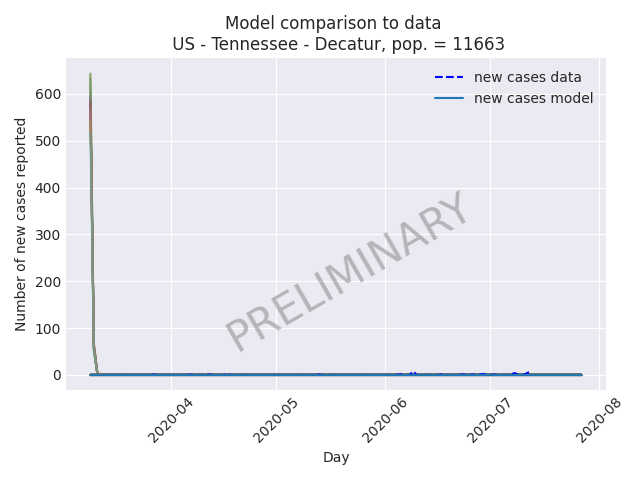 Model comparison to data
US - Tennessee - Decatur, pop. = 11663
new cases data
new cases model
Number of new cases reported
600
500
400
300
200
100
0
PRELIMINARY
2020-04
2020-05
2020-06
2020-07
2020-08
Day